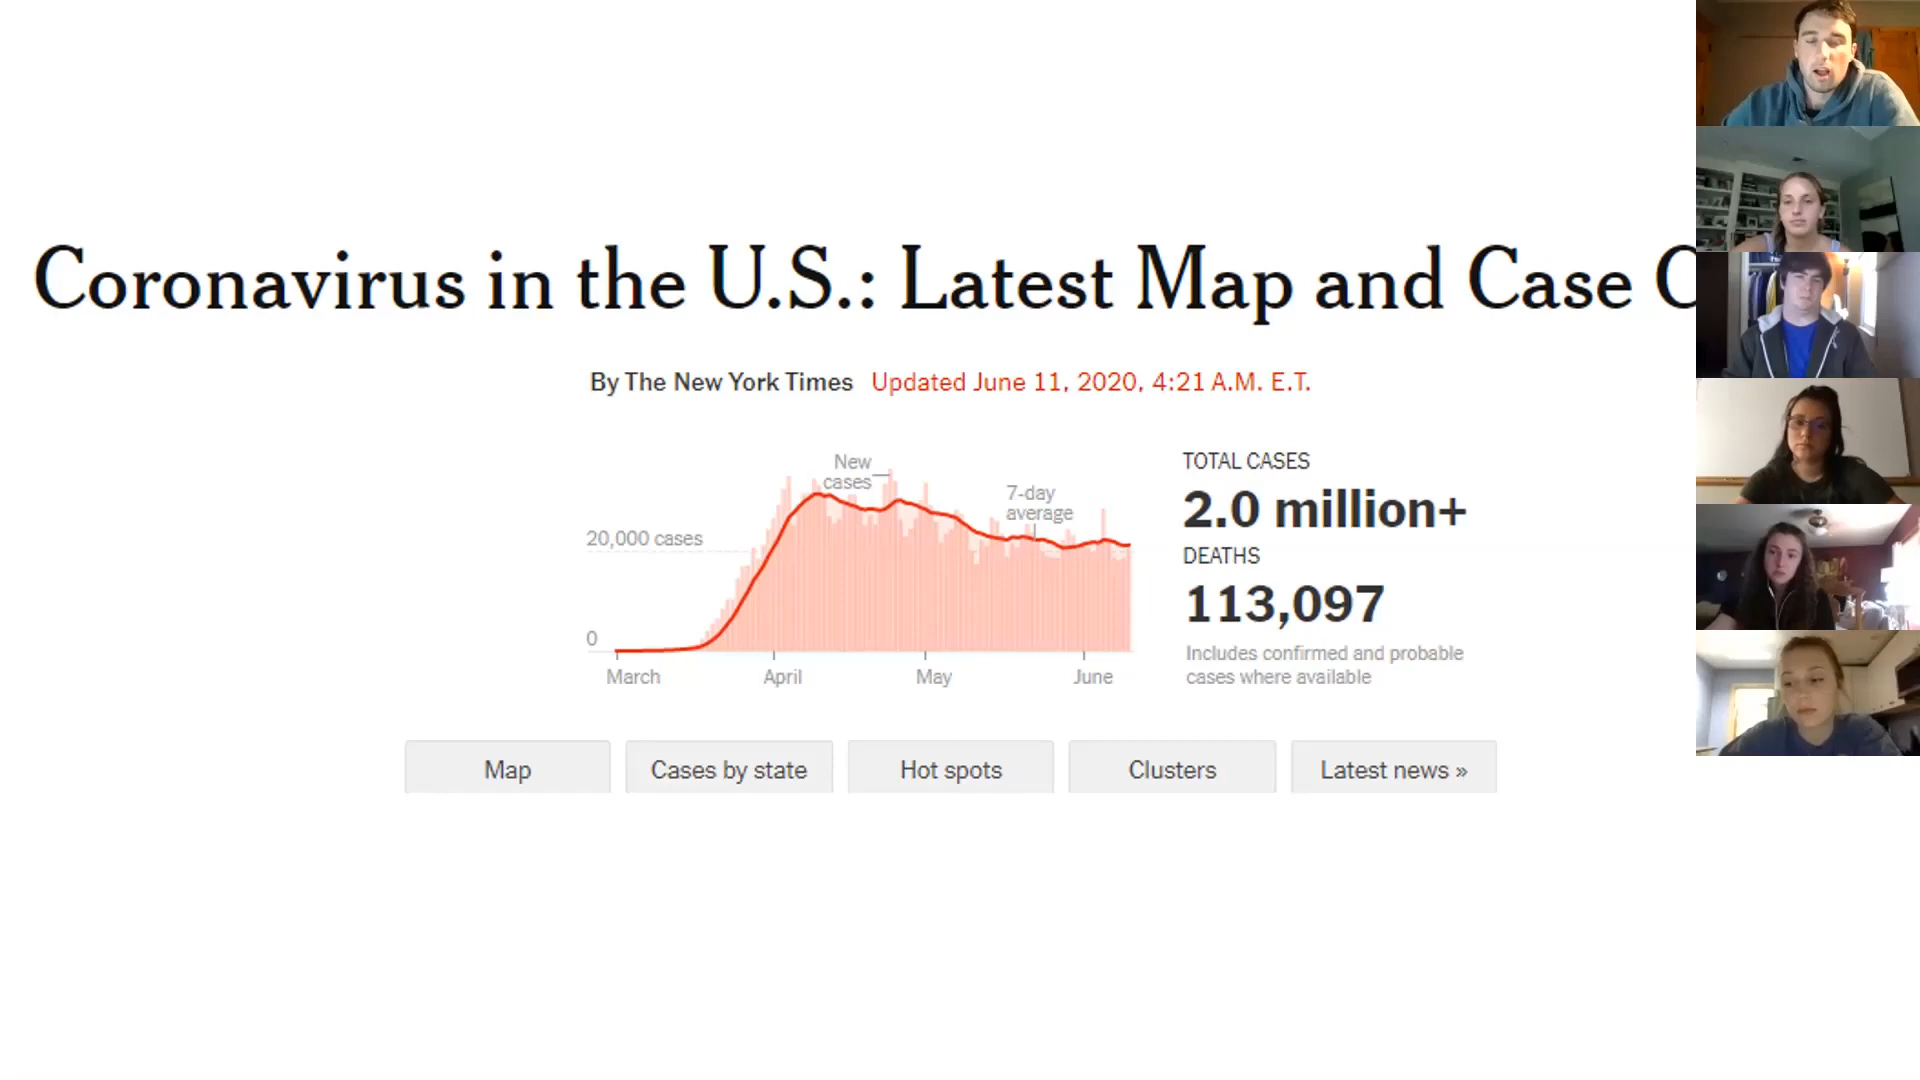 Coronavirus in the U.S.: Latest Map and Case C
By The New York Times Updated June 11, 2020, 4:21 A.M. E.T.
New
cases
7-day
average
20,000 cases
0
March April May June
TOTAL CASES
2.0 million+
DEATHS
113,097
Includes confirmed and probable
cases where available
Map Cases by state Hot spots Clusters Latest news »